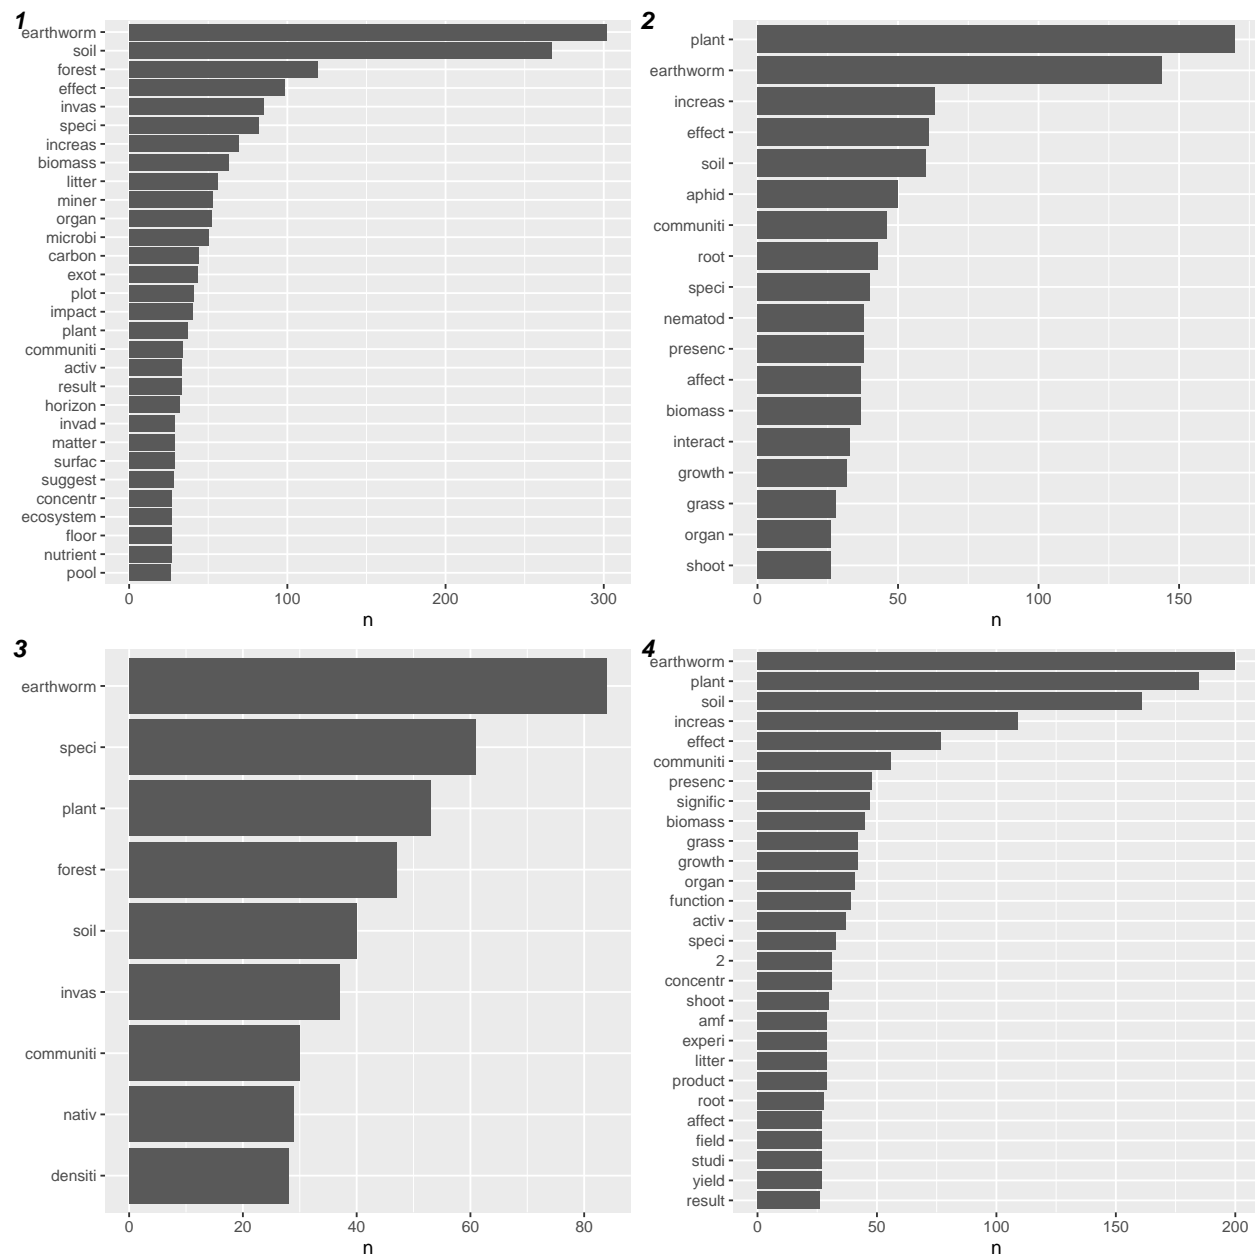 1
earthworm
soil
forest
effect
invas
speci
increas
biomass
litter
miner
organ
microbi
carbon
exot
plot
impact
plant
communiti
activ
result
horizon
invad
matter
surfac
suggest
concentr
ecosystem
floor
nutrient
pool
0 100 200 300
n
2
plant
earthworm
increas
effect
soil
aphid
communiti
root
speci
nematod
presenc
affect
biomass
interact
growth
grass
organ
shoot
0 50 100 150
n
3
earthworm
speci
plant
forest
soil
invas
communiti
nativ
densiti
0 20 40 60 80
n
4
earthworm
plant
soil
increas
effect
communiti
presenc
signific
biomass
grass
growth
organ
function
activ
speci
2
concentr
shoot
amf
experi
litter
product
root
affect
field
studi
yield
result
0 50 100 150 200
n